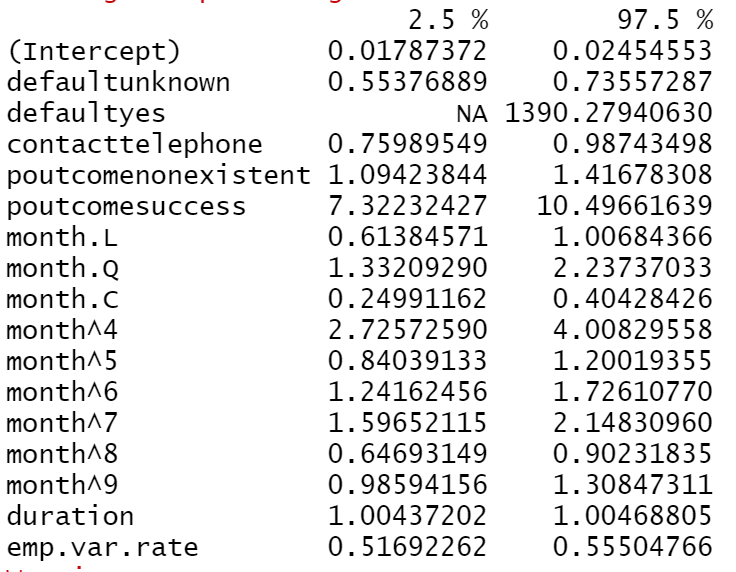 2.5 % 97.5 %
(Intercept) 0.01787372 0.02454553
defaultunknown 0.55376889 0.73557287
defaultyes NA 1390.27940630
contacttelephone 0.75989549 0.98743498
poutcomenonexistent 1.09423844 1.41678308
poutcomesuccess 7.32232427 10.49661639
month.L 0.61384571 1.00684366
month.Q 1.33209290 2.23737033
month.C 0.24991162 0.40428426
month^4 2.72572590 4.00829558
month^5 0.84039133 1.20019355
month^6 1.24162456 1.72610770
month^7 1.59652115 2.14830960
month^8 0.64693149 0.90231835
month^9 0.98594156 1.30847311
duration 1.00437202 1.00468805
emp.var.rate 0.51692262 0.55504766